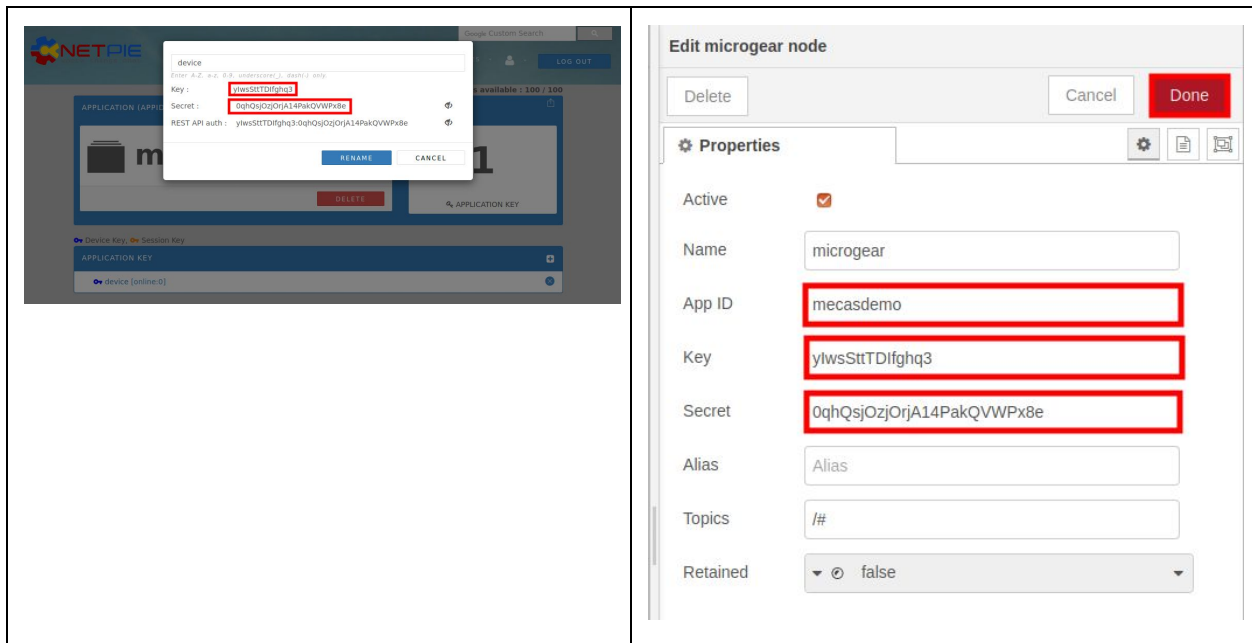 NETPIE
Google Custom Search
LOG OUT
device
Enter A-Z, a-z, 0-9, underscore(_), dash(-) only.
Key : yIwsSttTDIfghq3
Secret : 0qhQsjOzjOrjA14PakQVWPx8e
REST API auth : yIwsSttTDIfghq3:0qhQsjOzjOrjA14PakQVWPx8e
RENAME CANCEL
s available : 100 / 100
APPLICATION (APPID
m
1
DELETE
APPLICATION KEY
Device Key, Session Key
APPLICATION KEY
device [online:0]
Edit microgear node
Delete Cancel Done
Properties
Active
Name microgear
App ID mecasdemo
Key yIwsSttTDIfghq3
Secret 0qhQsjOzjOrjA14PakQVWPx8e
Alias Alias
Topics /#
Retained false